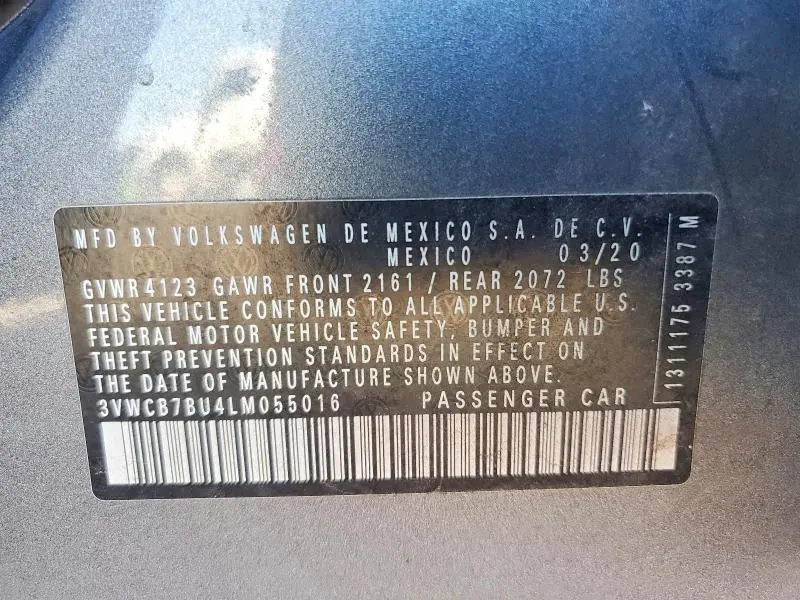 MFD BY VOLKSWAGEN DE MEXICO S.A. DE C.V.
MEXICO 03/20
GVWR 4123 GAWR FRONT 2161 / REAR 2072 LBS
THIS VEHICLE CONFORMS TO ALL APPLICABLE U.S.
FEDERAL MOTOR VEHICLE SAFETY, BUMPER AND
THEFT PREVENTION STANDARDS IN EFFECT ON
THE DATE OF MANUFACTURE SHOWN ABOVE.
3VWCB7BU4LM055016 PASSENGER CAR
1311175 3387 M